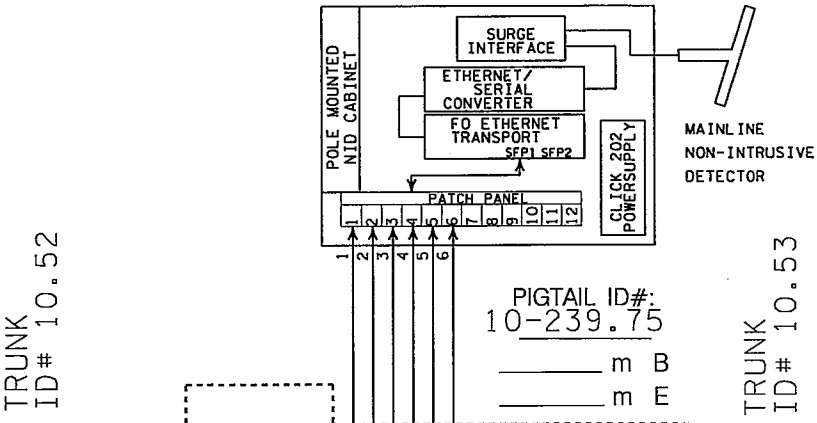 POLE MOUNTED
NID CABINET
SURGE
INTERFACE
ETHERNET/
SERIAL
CONVERTER
FO ETHERNET
TRANSPORT
SFP1 SFP2
CLICK 202
POWERSUPPLY
MAINLINE
NON-INTRUSIVE
DETECTOR
PATCH PANEL
1 2 3 4 5 6 7 8 9 10 11 12
1 2 3 4 5 6
TRUNK
ID# 10.52
PIGTAIL ID#:
10-239.75
m B
m E
TRUNK
ID# 10.53